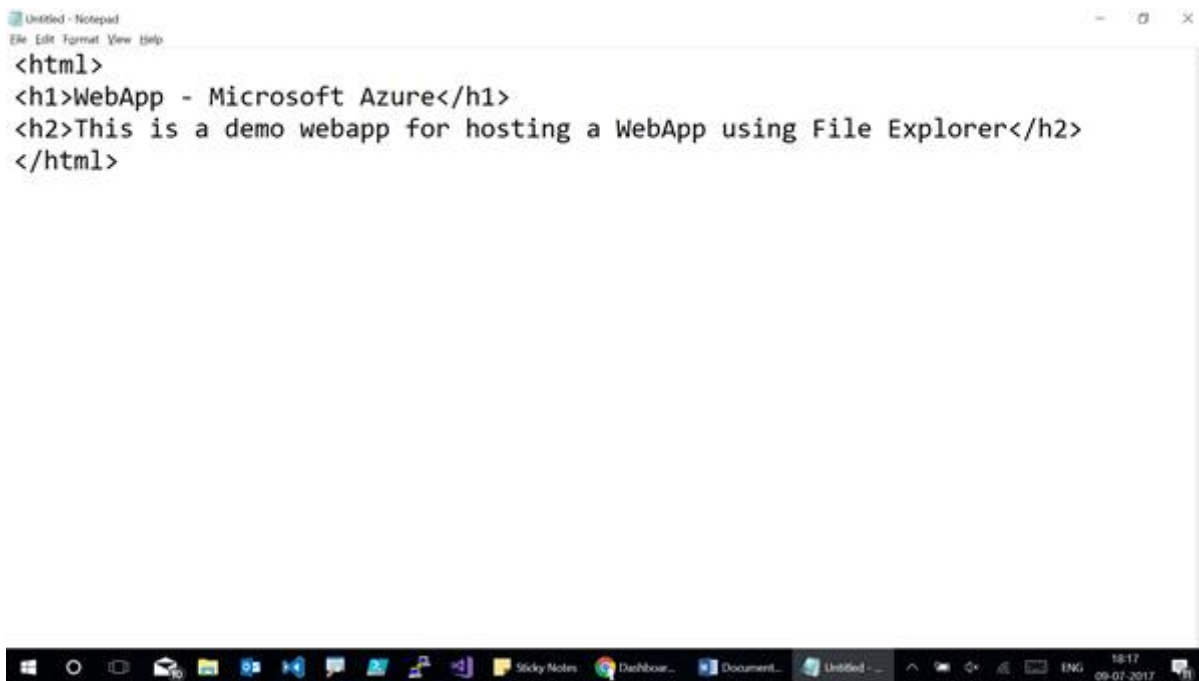 Untitled - Notepad
File Edit Format View Help
<html>
<h1>WebApp - Microsoft Azure</h1>
<h2>This is a demo webapp for hosting a WebApp using File Explorer</h2>
</html>
Sticky Notes Dashboar... Document... Untitled - ... ENG 18:17
09-07-2017